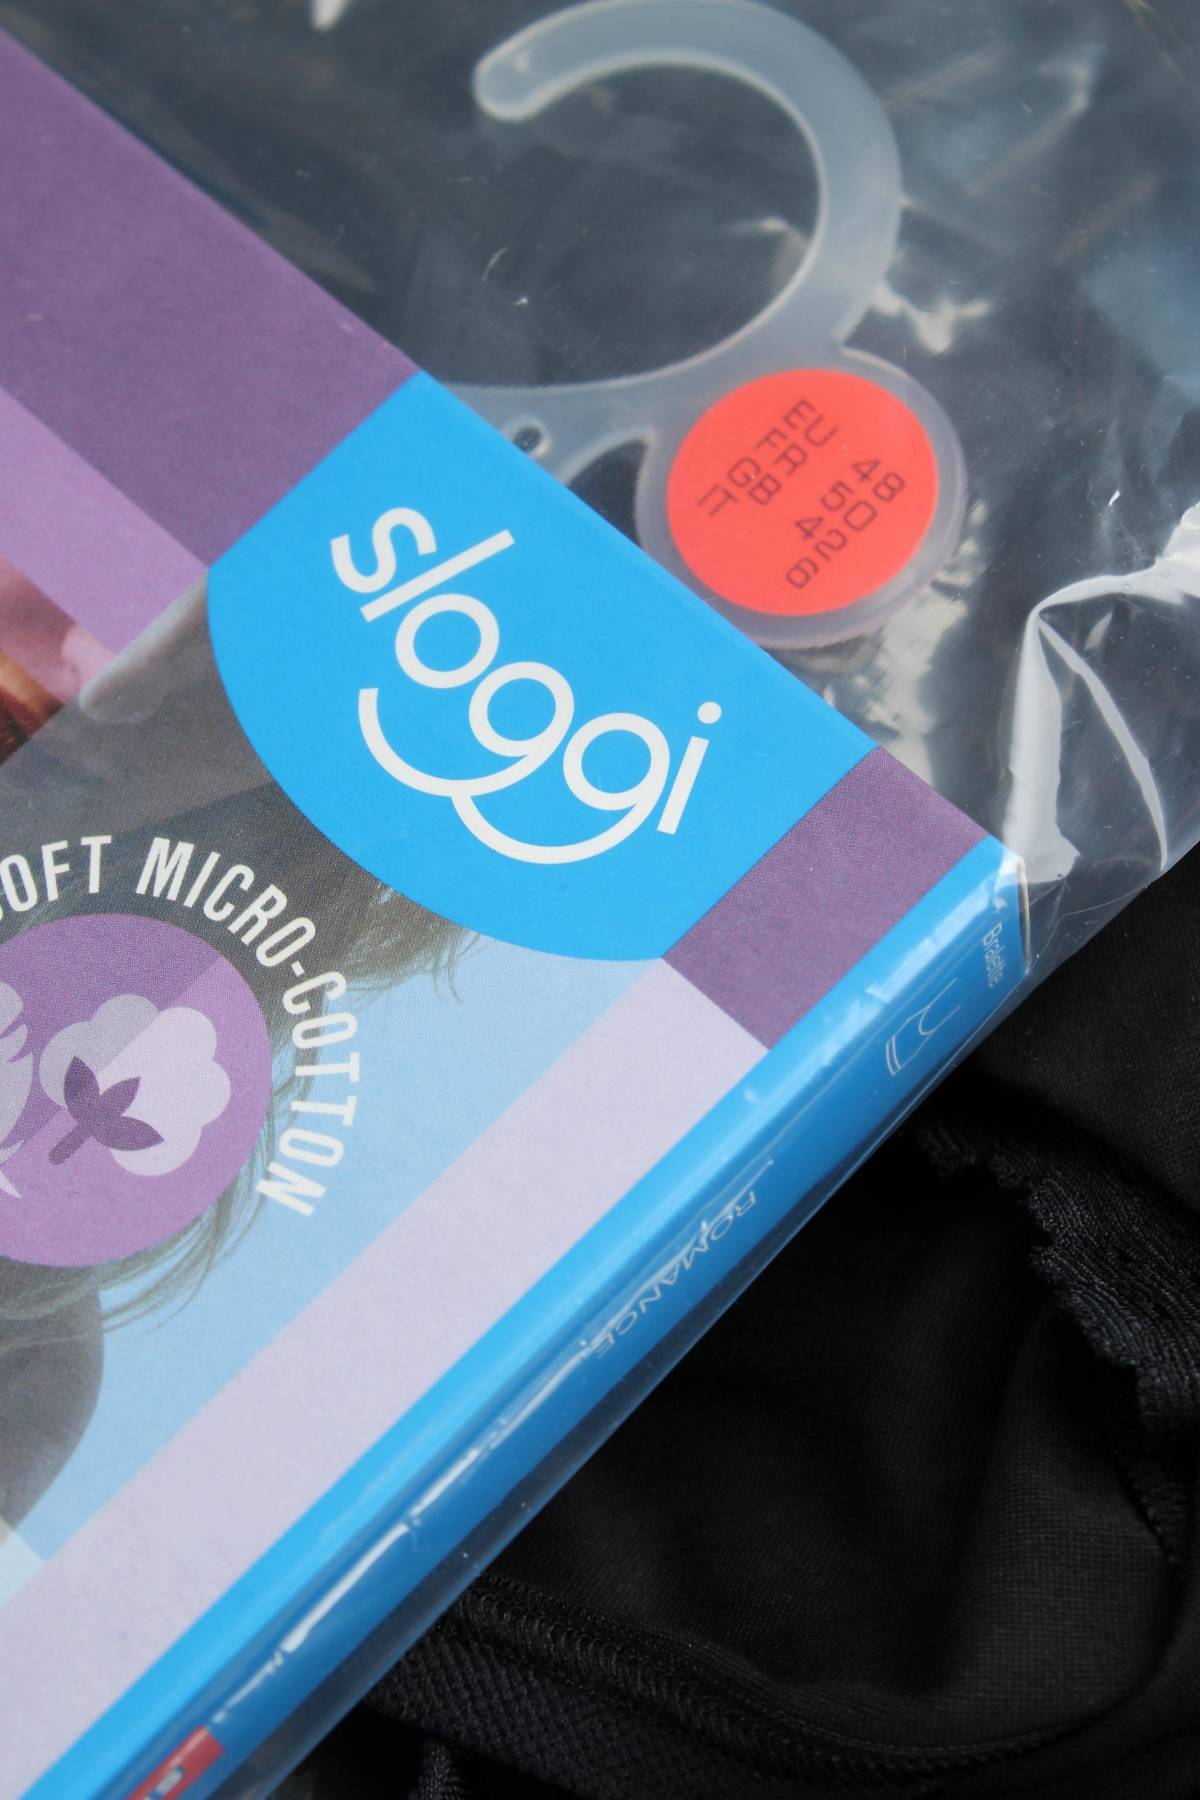 EU 48
FR 50
GB 42
IT 6
sloggi
SOFT MICRO-COTTON
Bralette
ROMANCE